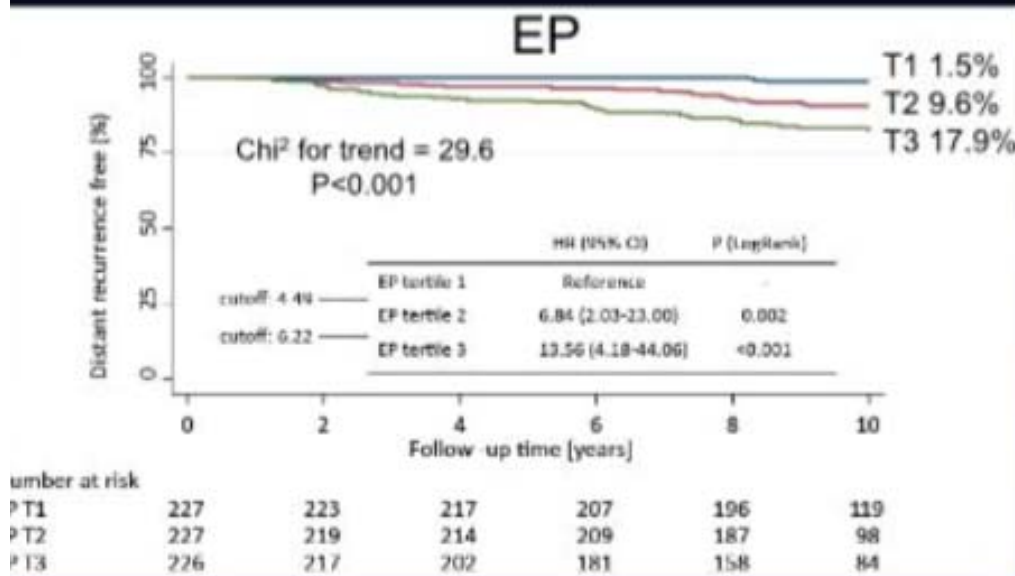 EP
T1 1.5%
T2 9.6%
T3 17.9%
100
75
50
25
0
Distant recurrence free [%]
Chi² for trend = 29.6
P<0.001
HR (95% CI) P (LogRank)
EP tertile 1 Reference -
cutoff: 4.49
EP tertile 2 6.84 (2.03-23.00) 0.002
cutoff: 6.22
EP tertile 3 13.56 (4.18-44.06) <0.001
0 2 4 6 8 10
Follow-up time [years]
umber at risk
P T1 227 223 217 207 196 119
P T2 227 219 214 209 187 98
P T3 226 217 202 181 158 84